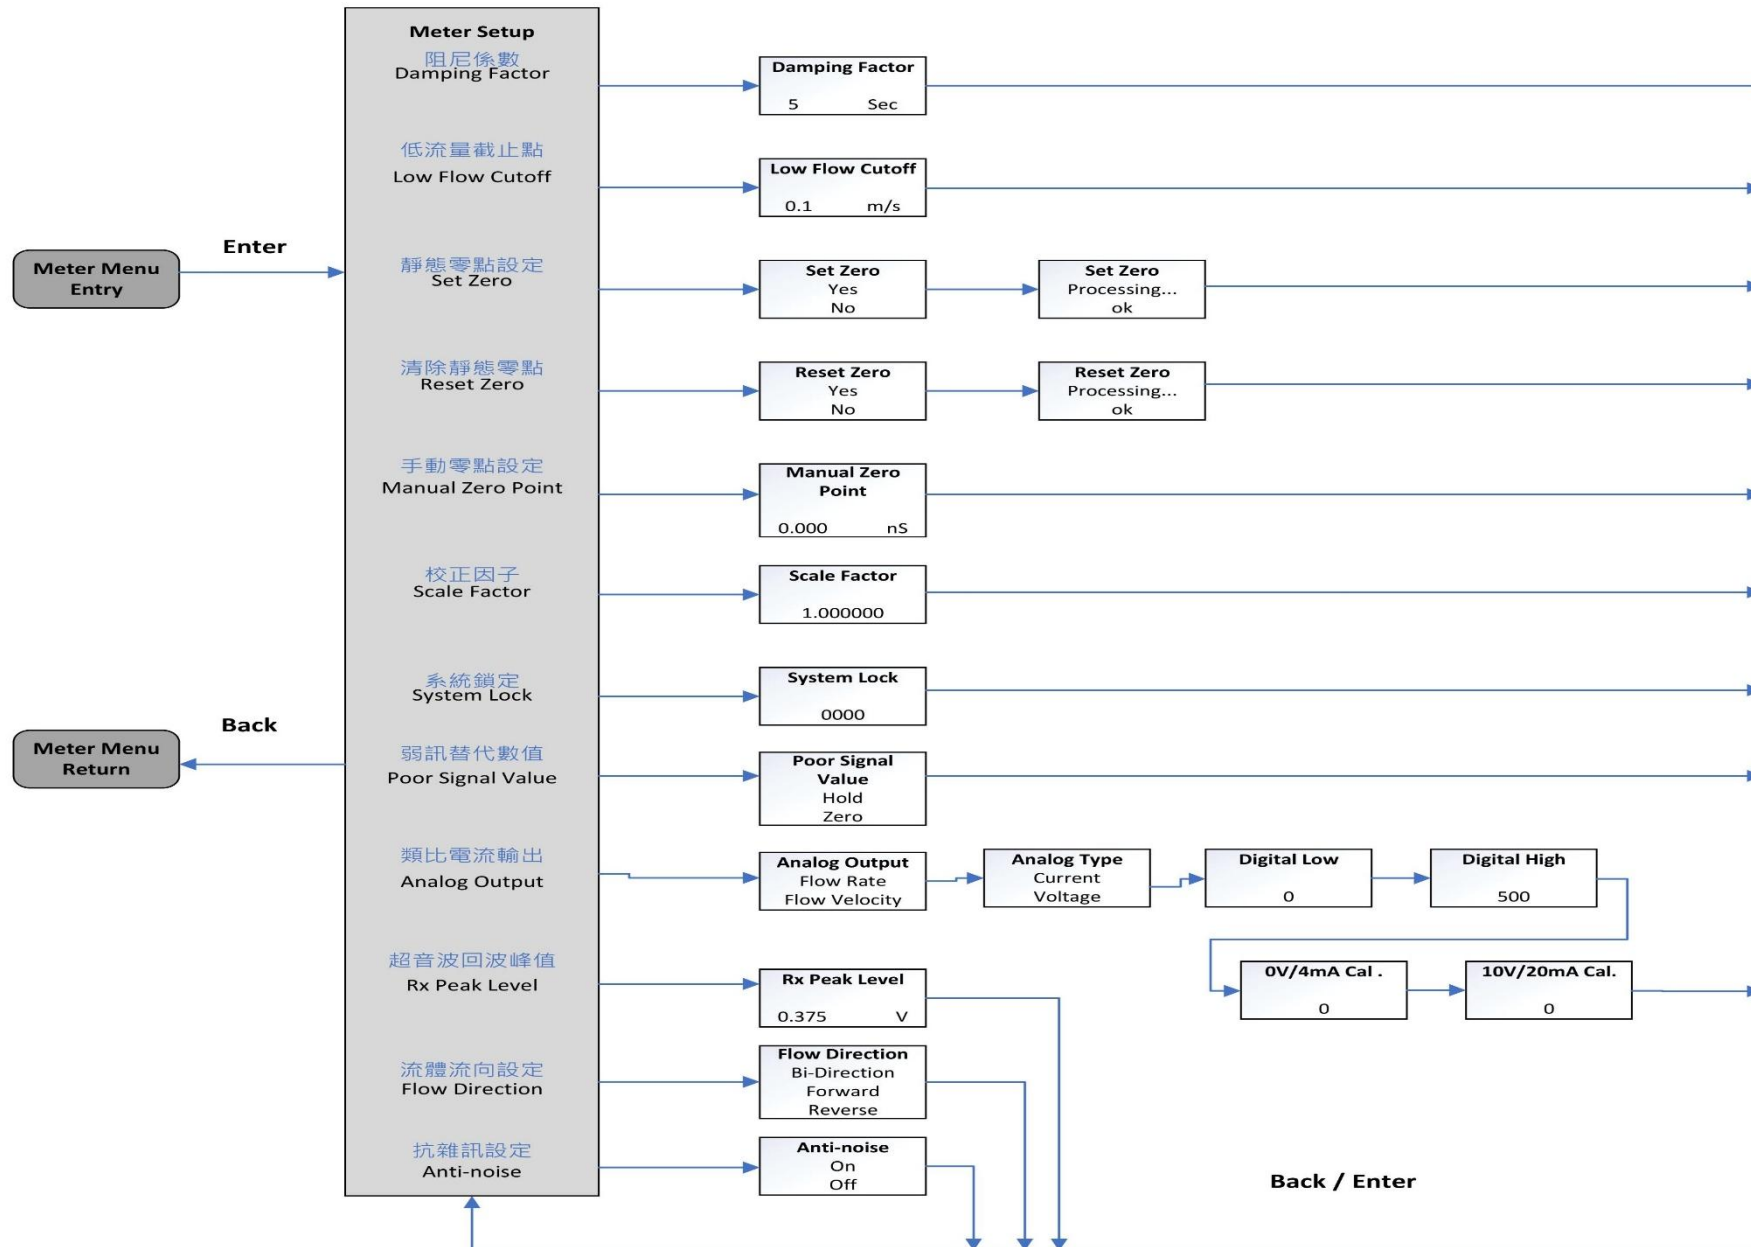 Meter Menu
Entry
Enter
Back
Meter Menu
Return
Meter Setup
阻尼係數
Damping Factor
低流量截止點
Low Flow Cutoff
靜態零點設定
Set Zero
清除靜態零點
Reset Zero
手動零點設定
Manual Zero Point
校正因子
Scale Factor
系統鎖定
System Lock
弱訊替代數值
Poor Signal Value
類比電流輸出
Analog Output
超音波回波峰值
Rx Peak Level
流體流向設定
Flow Direction
抗雜訊設定
Anti-noise
Damping Factor
5 Sec
Low Flow Cutoff
0.1 m/s
Set Zero
Yes
No
Set Zero
Processing...
ok
Reset Zero
Yes
No
Reset Zero
Processing...
ok
Manual Zero
Point
0.000 nS
Scale Factor
1.000000
System Lock
0000
Poor Signal
Value
Hold
Zero
Analog Output
Flow Rate
Flow Velocity
Analog Type
Current
Voltage
Digital Low
0
Digital High
500
0V/4mA Cal .
0
10V/20mA Cal.
0
Rx Peak Level
0.375 V
Flow Direction
Bi-Direction
Forward
Reverse
Anti-noise
On
Off
Back / Enter